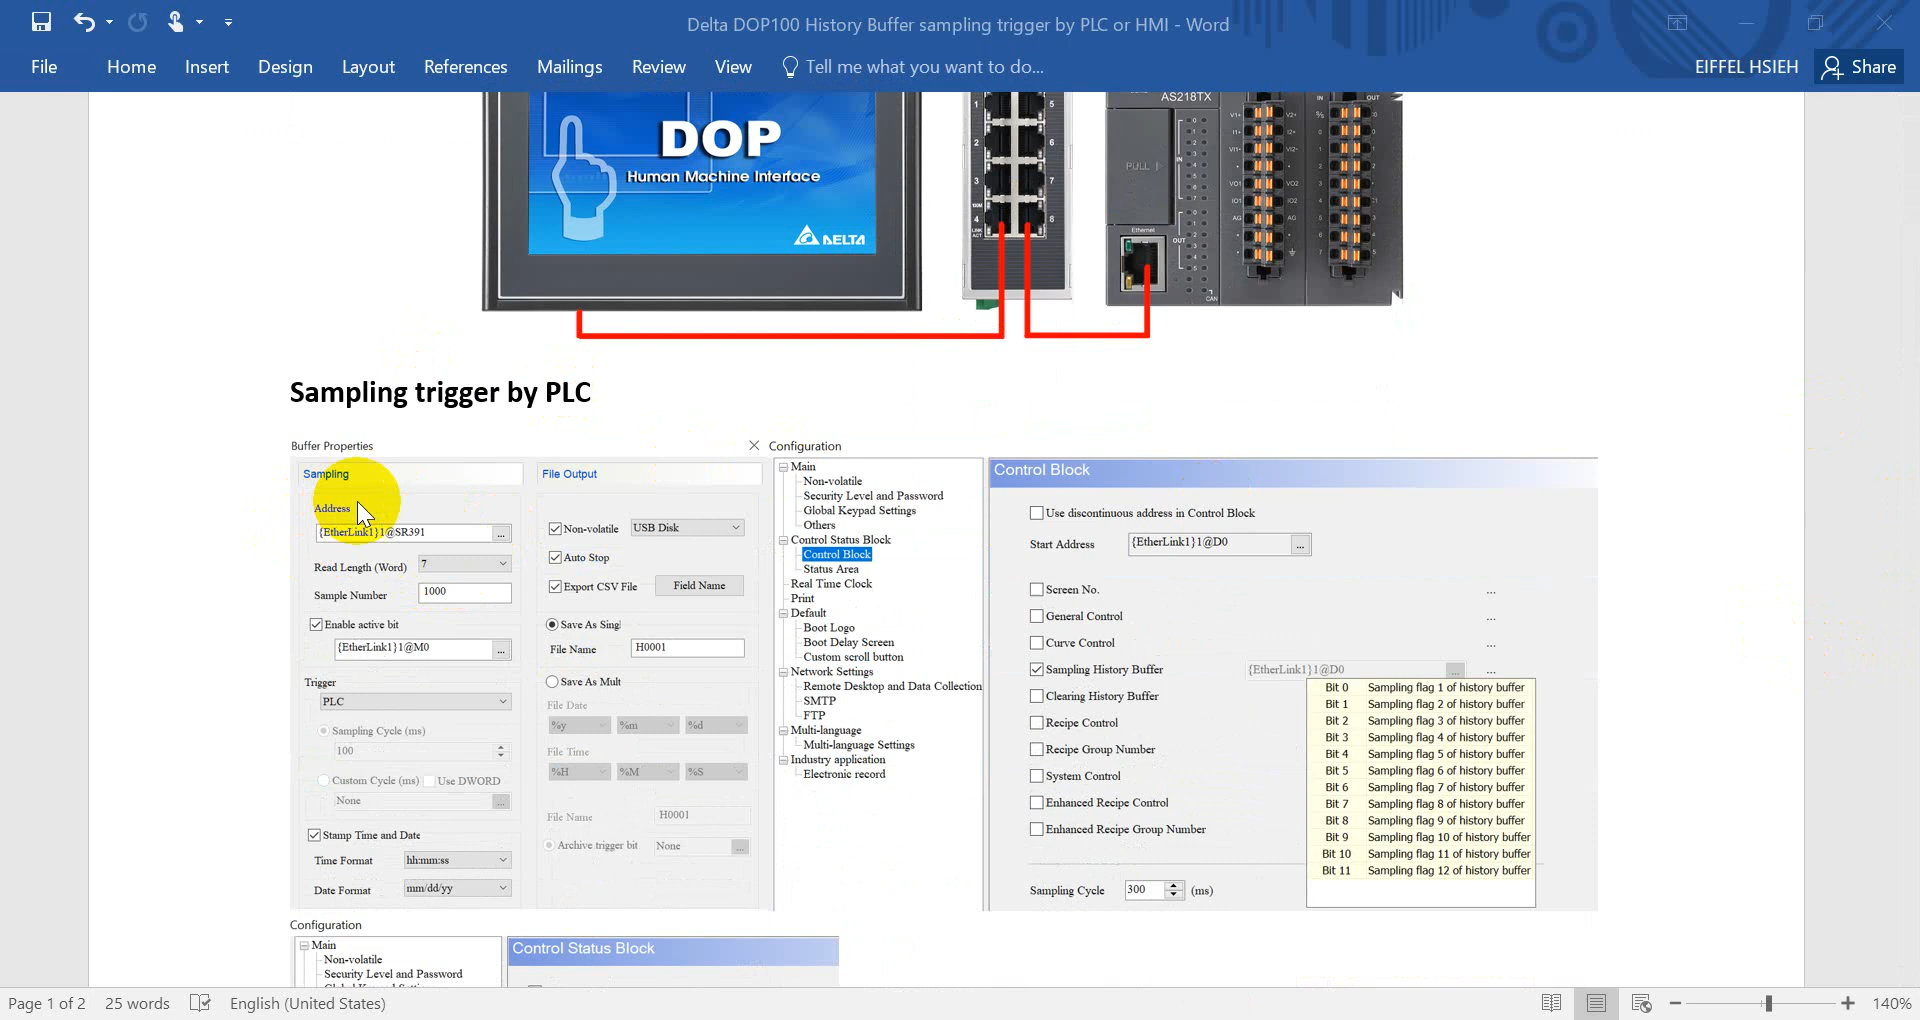 Delta DOP100 History Buffer sampling trigger by PLC or HMI - Word
File Home Insert Design Layout References Mailings Review View Tell me what you want to do... EIFFEL HSIEH Share
DOP
Human Machine Interface
DELTA
AS218TX
PULL
Ethernet
IN
OUT
CAN
Sampling trigger by PLC
Buffer Properties
Sampling
Address
{EtherLink1}1@SR391
...
Read Length (Word) 7
Sample Number 1000
Enable active bit
{EtherLink1}1@M0
...
Trigger
PLC
Sampling Cycle (ms)
100
Custom Cycle (ms) Use DWORD
None
...
Stamp Time and Date
Time Format hh:mm:ss
Date Format mm/dd/yy
File Output
Non-volatile USB Disk
Auto Stop
Export CSV File Field Name
Save As Singl
File Name H0001
Save As Mult
File Date
%y %m %d
File Time
%H %M %S
File Name H0001
Archive trigger bit None ...
Configuration
Main
Non-volatile
Security Level and Password
Global Keypad Settings
Others
Control Status Block
Control Block
Status Area
Real Time Clock
Print
Default
Boot Logo
Boot Delay Screen
Custom scroll button
Network Settings
Remote Desktop and Data Collection
SMTP
FTP
Multi-language
Multi-language Settings
Industry application
Electronic record
Control Block
Use discontinuous address in Control Block
Start Address {EtherLink1}1@D0 ...
Screen No. ...
General Control ...
Curve Control ...
Sampling History Buffer {EtherLink1}1@D0 ... ...
Clearing History Buffer
Recipe Control
Recipe Group Number
System Control
Enhanced Recipe Control
Enhanced Recipe Group Number
Sampling Cycle 300 (ms)
Bit 0 Sampling flag 1 of history buffer
Bit 1 Sampling flag 2 of history buffer
Bit 2 Sampling flag 3 of history buffer
Bit 3 Sampling flag 4 of history buffer
Bit 4 Sampling flag 5 of history buffer
Bit 5 Sampling flag 6 of history buffer
Bit 6 Sampling flag 7 of history buffer
Bit 7 Sampling flag 8 of history buffer
Bit 8 Sampling flag 9 of history buffer
Bit 9 Sampling flag 10 of history buffer
Bit 10 Sampling flag 11 of history buffer
Bit 11 Sampling flag 12 of history buffer
Configuration
Main
Non-volatile
Security Level and Password
Control Status Block
Page 1 of 2 25 words English (United States) 140%